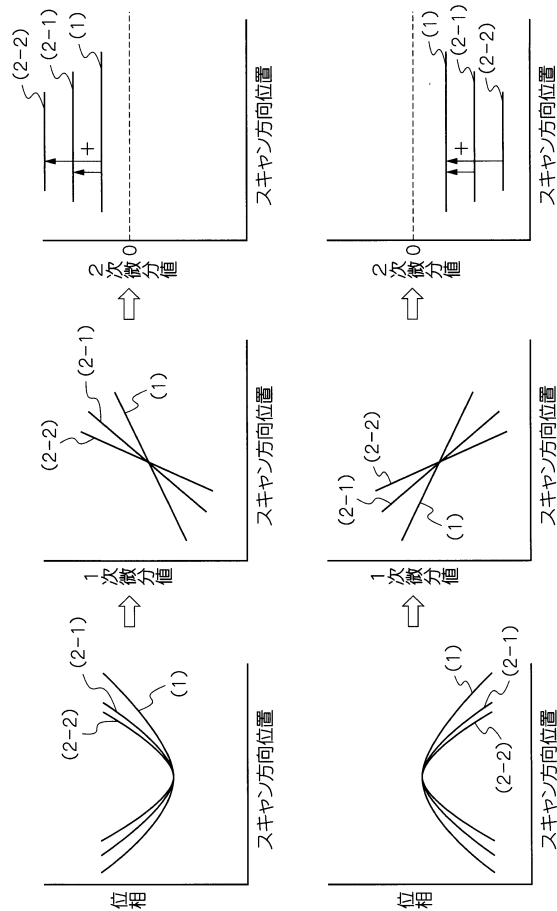 位相
(2-2)
(2-1)
(1)
スキャン方向位置
1次微分値
(2-2)
(2-1)
(1)
スキャン方向位置
2次微分値
0
(2-2)
(2-1)
(1)
+
スキャン方向位置
位相
(1)
(2-1)
(2-2)
スキャン方向位置
1次微分値
(2-2)
(2-1)
(1)
スキャン方向位置
2次微分値
0
(1)
(2-1)
(2-2)
+
スキャン方向位置